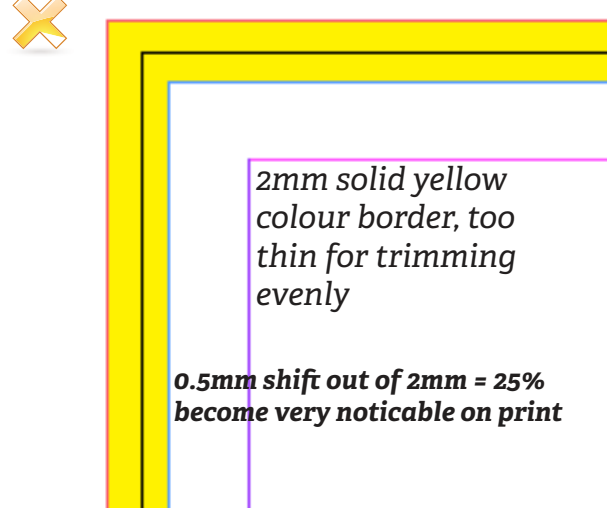 2mm solid yellow
colour border, too
thin for trimming
evenly
0.5mm shift out of 2mm = 25%
become very noticable on print